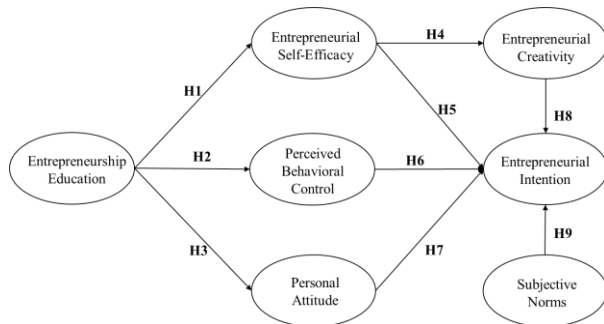 Entrepreneurial
Self-Efficacy
H4
Entrepreneurial
Creativity
H1
H5
H8
Entrepreneurship
Education
H2
Perceived
Behavioral
Control
H6
Entrepreneurial
Intention
H3
H7
H9
Personal
Attitude
Subjective
Norms